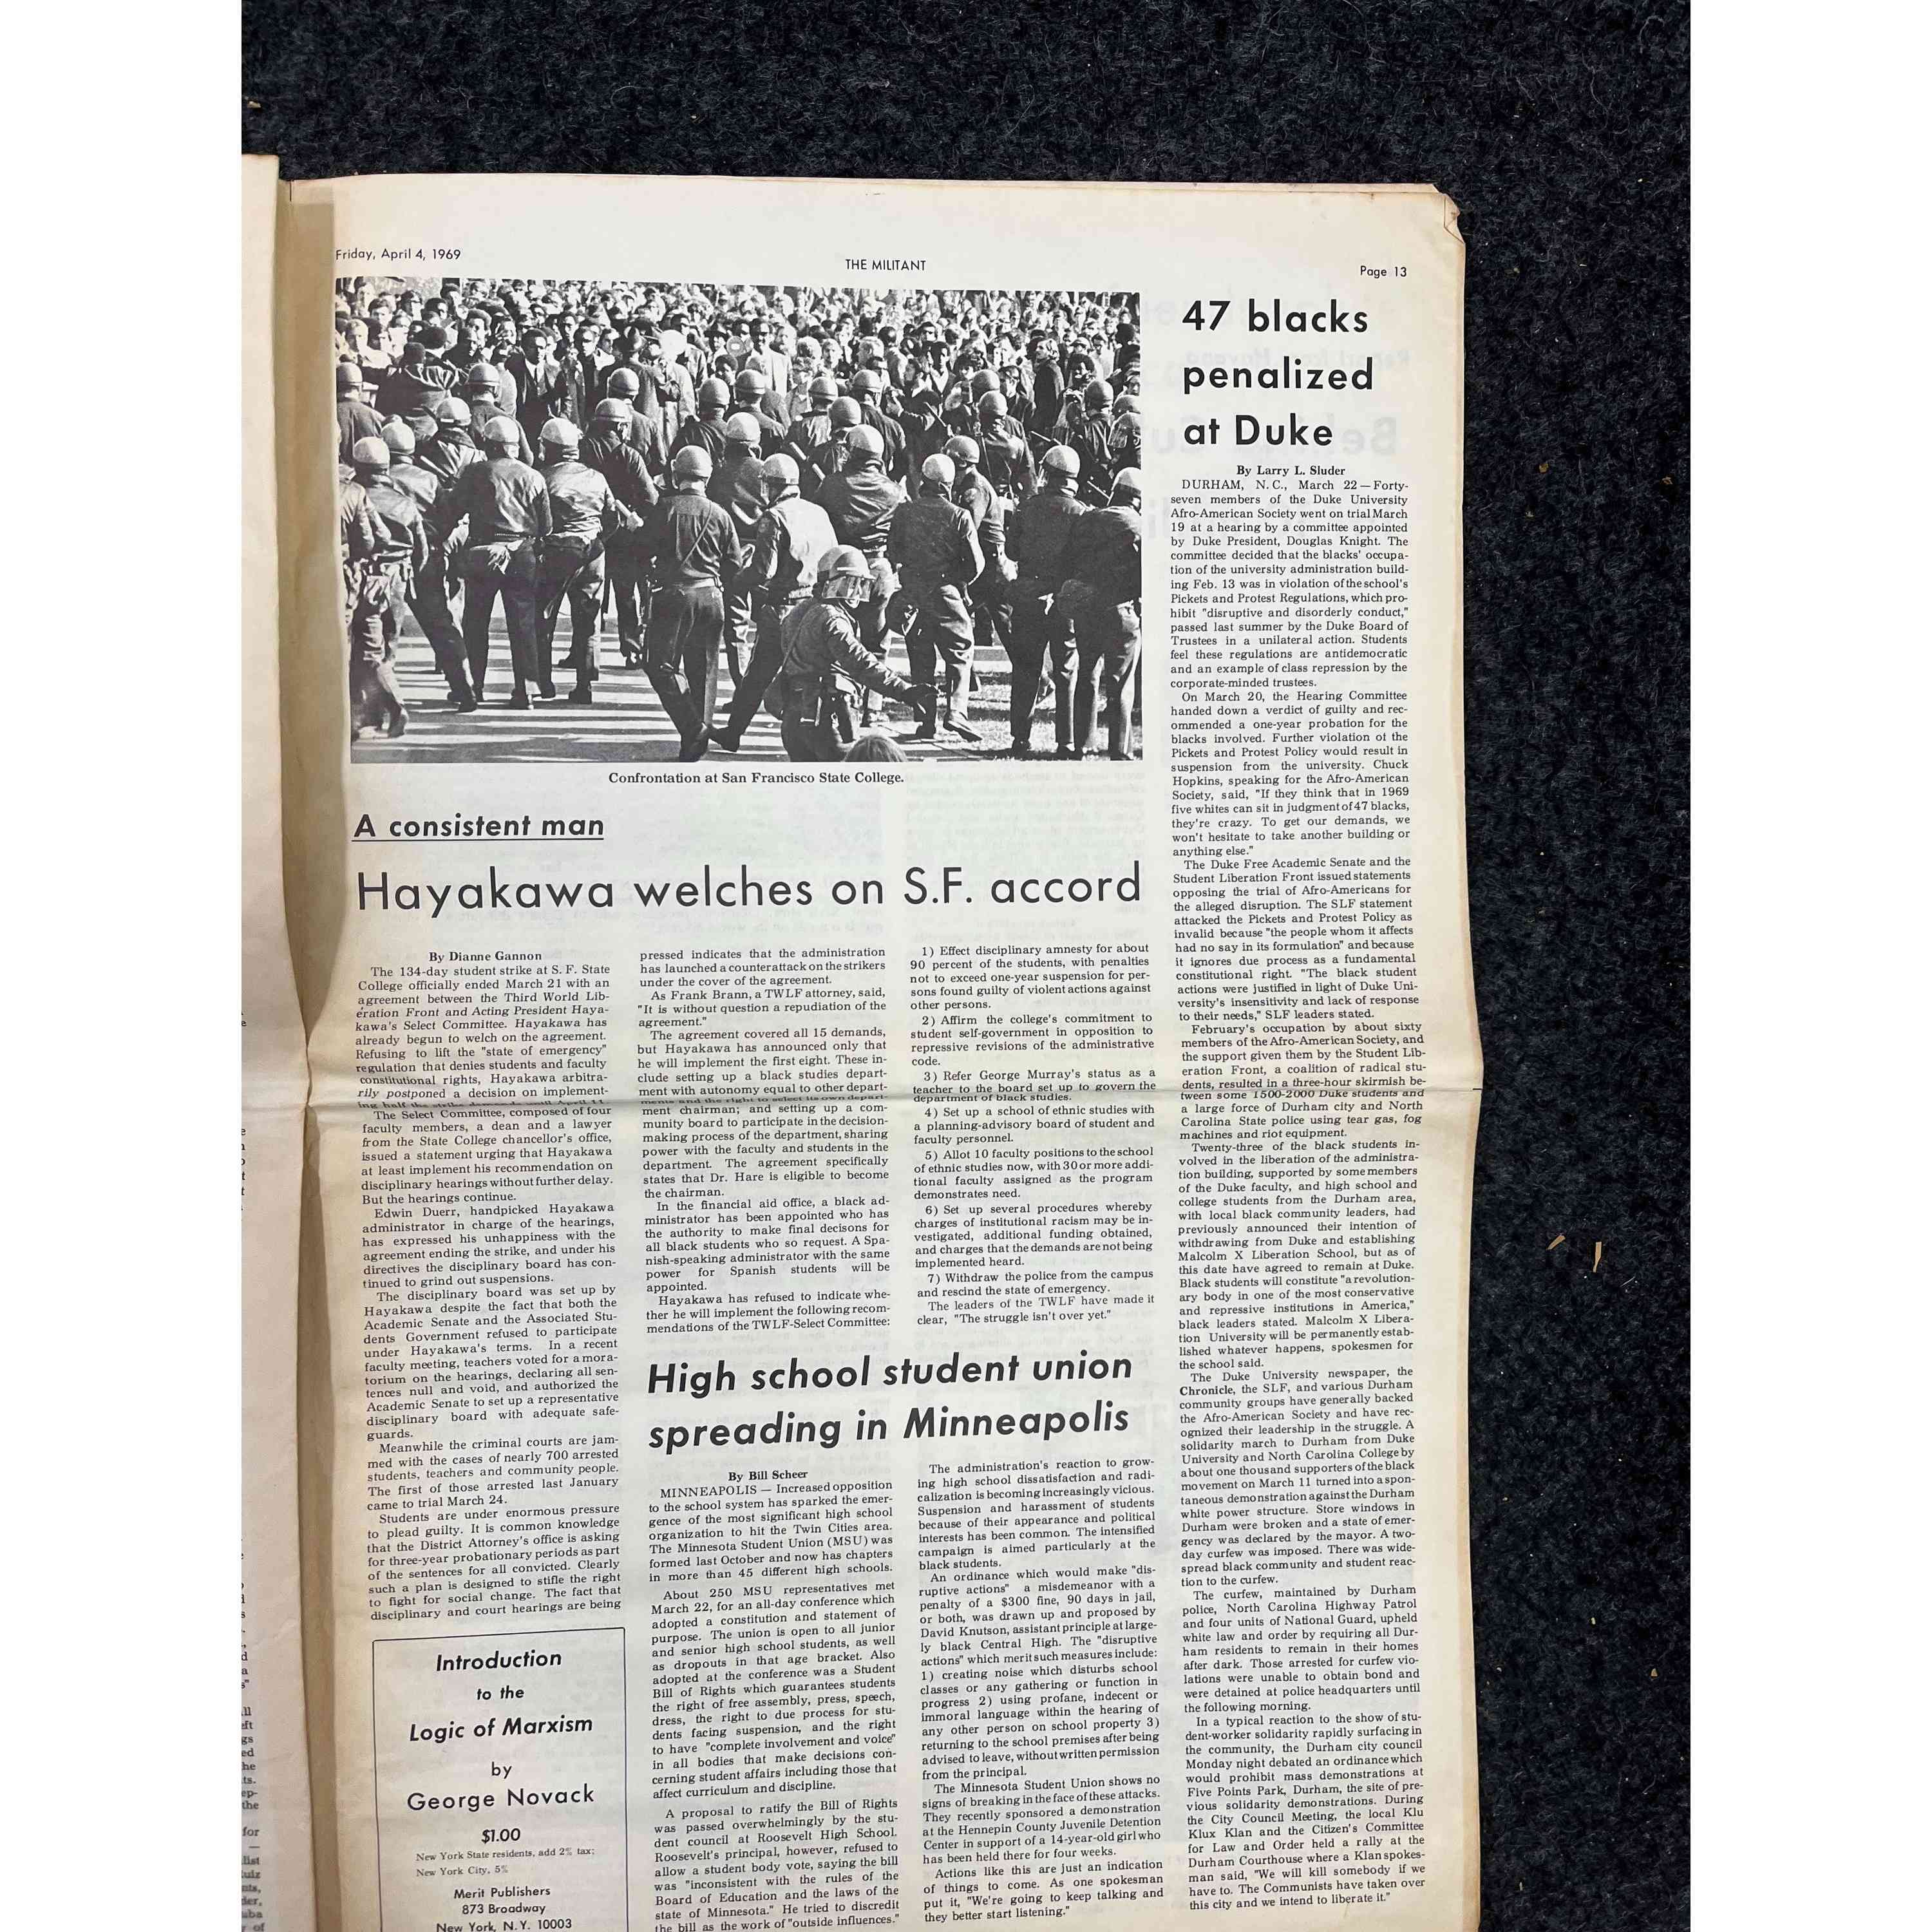 Friday, April 4, 1969
THE MILITANT
Page 13
Confrontation at San Francisco State College.
A consistent man
Hayakawa welches on S.F. accord
By Dianne Gannon
The 134-day student strike at S. F. State
College officially ended March 21 with an
agreement between the Third World Lib-
eration Front and Acting President Haya-
kawa's Select Committee. Hayakawa has
already begun to welch on the agreement.
Refusing to lift the "state of emergency"
regulation that denies students and faculty
constitutional rights, Hayakawa arbitra-
rily postponed a decision on implement-
ing half the strike demands until April 11.
The Select Committee, composed of four
faculty members, a dean and a lawyer
from the State College chancellor's office,
issued a statement urging that Hayakawa
at least implement his recommendation on
disciplinary hearings without further delay.
But the hearings continue.
Edwin Duerr, handpicked Hayakawa
administrator in charge of the hearings,
has expressed his unhappiness with the
agreement ending the strike, and under his
directives the disciplinary board has con-
tinued to grind out suspensions.
The disciplinary board was set up by
Hayakawa despite the fact that both the
Academic Senate and the Associated Stu-
dents Government refused to participate
under Hayakawa's terms. In a recent
faculty meeting, teachers voted for a mora-
torium on the hearings, declaring all sen-
tences null and void, and authorized the
Academic Senate to set up a representative
disciplinary board with adequate safe-
guards.
Meanwhile the criminal courts are jam-
med with the cases of nearly 700 arrested
students, teachers and community people.
The first of those arrested last January
came to trial March 24.
Students are under enormous pressure
to plead guilty. It is common knowledge
that the District Attorney's office is asking
for three-year probationary periods as part
of the sentences for all convicted. Clearly
such a plan is designed to stifle the right
to fight for social change. The fact that
disciplinary and court hearings are being
pressed indicates that the administration
has launched a counterattack on the strikers
under the cover of the agreement.
As Frank Brann, a TWLF attorney, said,
"It is without question a repudiation of the
agreement."
The agreement covered all 15 demands,
but Hayakawa has announced only that
he will implement the first eight. These in-
clude setting up a black studies depart-
ment with autonomy equal to other depart-
ments and the right to select its own depart-
ment chairman; and setting up a com-
munity board to participate in the decision-
making process of the department, sharing
power with the faculty and students in the
department. The agreement specifically
states that Dr. Hare is eligible to become
the chairman.
In the financial aid office, a black ad-
ministrator has been appointed who has
the authority to make final decisons for
all black students who so request. A Spa-
nish-speaking administrator with the same
power for Spanish students will be
appointed.
Hayakawa has refused to indicate whe-
ther he will implement the following recom-
mendations of the TWLF-Select Committee:
1) Effect disciplinary amnesty for about
90 percent of the students, with penalties
not to exceed one-year suspension for per-
sons found guilty of violent actions against
other persons.
2) Affirm the college's commitment to
student self-government in opposition to
repressive revisions of the administrative
code.
3) Refer George Murray's status as a
teacher to the board set up to govern the
department of black studies.
4) Set up a school of ethnic studies with
a planning-advisory board of student and
faculty personnel.
5) Allot 10 faculty positions to the school
of ethnic studies now, with 30 or more addi-
tional faculty assigned as the program
demonstrates need.
6) Set up several procedures whereby
charges of institutional racism may be in-
vestigated, additional funding obtained,
and charges that the demands are not being
implemented heard.
7) Withdraw the police from the campus
and rescind the state of emergency.
The leaders of the TWLF have made it
clear, "The struggle isn't over yet."
Introduction
to the
Logic of Marxism
by
George Novack
$1.00
New York State residents, add 2% tax;
New York City, 5%
Merit Publishers
873 Broadway
New York, N.Y. 10003
High school student union
spreading in Minneapolis
By Bill Scheer
MINNEAPOLIS — Increased opposition
to the school system has sparked the emer-
gence of the most significant high school
organization to hit the Twin Cities area.
The Minnesota Student Union (MSU) was
formed last October and now has chapters
in more than 45 different high schools.
About 250 MSU representatives met
March 22, for an all-day conference which
adopted a constitution and statement of
purpose. The union is open to all junior
and senior high school students, as well
as dropouts in that age bracket. Also
adopted at the conference was a Student
Bill of Rights which guarantees students
the right of free assembly, press, speech,
dress, the right to due process for stu-
dents facing suspension, and the right
to have "complete involvement and voice"
in all bodies that make decisions con-
cerning student affairs including those that
affect curriculum and discipline.
A proposal to ratify the Bill of Rights
was passed overwhelmingly by the stu-
dent council at Roosevelt High School.
Roosevelt's principal, however, refused to
allow a student body vote, saying the bill
was "inconsistent with the rules of the
Board of Education and the laws of the
state of Minnesota." He tried to discredit
the bill as the work of "outside influences."
The administration's reaction to grow-
ing high school dissatisfaction and radi-
calization is becoming increasingly vicious.
Suspension and harassment of students
because of their appearance and political
interests has been common. The intensified
campaign is aimed particularly at the
black students.
An ordinance which would make "dis-
ruptive actions" a misdemeanor with a
penalty of a $300 fine, 90 days in jail,
or both, was drawn up and proposed by
David Knutson, assistant principle at large-
ly black Central High. The "disruptive
actions" which merit such measures include:
1) creating noise which disturbs school
classes or any gathering or function in
progress 2) using profane, indecent or
immoral language within the hearing of
any other person on school property 3)
returning to the school premises after being
advised to leave, without written permission
from the principal.
The Minnesota Student Union shows no
signs of breaking in the face of these attacks.
They recently sponsored a demonstration
at the Hennepin County Juvenile Detention
Center in support of a 14-year-old girl who
has been held there for four weeks.
Actions like this are just an indication
of things to come. As one spokesman
put it, "We're going to keep talking and
they better start listening."
47 blacks
penalized
at Duke
By Larry L. Sluder
DURHAM, N. C., March 22 — Forty-
seven members of the Duke University
Afro-American Society went on trial March
19 at a hearing by a committee appointed
by Duke President, Douglas Knight. The
committee decided that the blacks' occupa-
tion of the university administration build-
ing Feb. 13 was in violation of the school's
Pickets and Protest Regulations, which pro-
hibit "disruptive and disorderly conduct,"
passed last summer by the Duke Board of
Trustees in a unilateral action. Students
feel these regulations are antidemocratic
and an example of class repression by the
corporate-minded trustees.
On March 20, the Hearing Committee
handed down a verdict of guilty and rec-
ommended a one-year probation for the
blacks involved. Further violation of the
Pickets and Protest Policy would result in
suspension from the university. Chuck
Hopkins, speaking for the Afro-American
Society, said, "If they think that in 1969
five whites can sit in judgment of 47 blacks,
they're crazy. To get our demands, we
won't hesitate to take another building or
anything else."
The Duke Free Academic Senate and the
Student Liberation Front issued statements
opposing the trial of Afro-Americans for
the alleged disruption. The SLF statement
attacked the Pickets and Protest Policy as
invalid because "the people whom it affects
had no say in its formulation" and because
it ignores due process as a fundamental
constitutional right. "The black student
actions were justified in light of Duke Uni-
versity's insensitivity and lack of response
to their needs," SLF leaders stated.
February's occupation by about sixty
members of the Afro-American Society, and
the support given them by the Student Lib-
eration Front, a coalition of radical stu-
dents, resulted in a three-hour skirmish be-
tween some 1500-2000 Duke students and
a large force of Durham city and North
Carolina State police using tear gas, fog
machines and riot equipment.
Twenty-three of the black students in-
volved in the liberation of the administra-
tion building, supported by some members
of the Duke faculty, and high school and
college students from the Durham area,
with local black community leaders, had
previously announced their intention of
withdrawing from Duke and establishing
Malcolm X Liberation School, but as of
this date have agreed to remain at Duke.
Black students will constitute "a revolution-
ary body in one of the most conservative
and repressive institutions in America,"
black leaders stated. Malcolm X Libera-
tion University will be permanently estab-
lished whatever happens, spokesmen for
the school said.
The Duke University newspaper, the
Chronicle, the SLF, and various Durham
community groups have generally backed
the Afro-American Society and have rec-
ognized their leadership in the struggle. A
solidarity march to Durham from Duke
University and North Carolina College by
about one thousand supporters of the black
movement on March 11 turned into a spon-
taneous demonstration against the Durham
white power structure. Store windows in
Durham were broken and a state of emer-
gency was declared by the mayor. A two-
day curfew was imposed. There was wide-
spread black community and student reac-
tion to the curfew.
The curfew, maintained by Durham
police, North Carolina Highway Patrol
and four units of National Guard, upheld
white law and order by requiring all Dur-
ham residents to remain in their homes
after dark. Those arrested for curfew vio-
lations were unable to obtain bond and
were detained at police headquarters until
the following morning.
In a typical reaction to the show of stu-
dent-worker solidarity rapidly surfacing in
the community, the Durham city council
Monday night debated an ordinance which
would prohibit mass demonstrations at
Five Points Park, Durham, the site of pre-
vious solidarity demonstrations. During
the City Council Meeting, the local Klu
Klux Klan and the Citizen's Committee
for Law and Order held a rally at the
Durham Courthouse where a Klan spokes-
man said, "We will kill somebody if we
have to. The Communists have taken over
this city and we intend to liberate it."